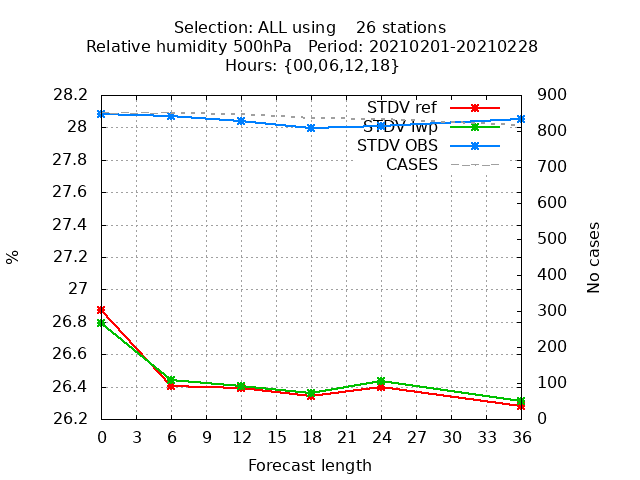 Selection: ALL using    26 stations
Relative humidity 500hPa   Period: 20210201-20210228
Hours: {00,06,12,18}
28.2
28
27.8
27.6
27.4
27.2
27
26.8
26.6
26.4
26.2
%
STDV ref
STDV lwp
STDV OBS
CASES
900
800
700
600
500
400
300
200
100
0
No cases
0 3 6 9 12 15 18 21 24 27 30 33 36
Forecast length